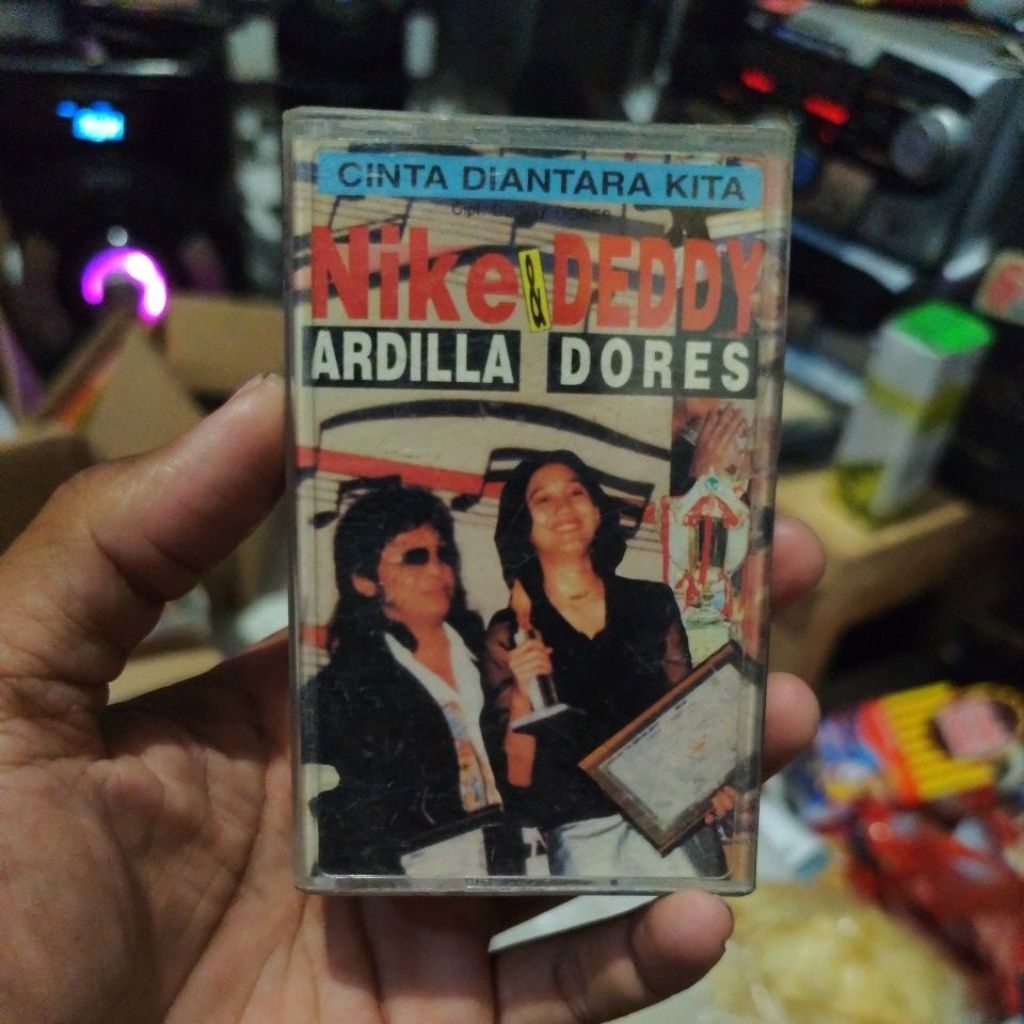 CINTA DIANTARA KITA
Nike & DEDDY
ARDILLA DORES